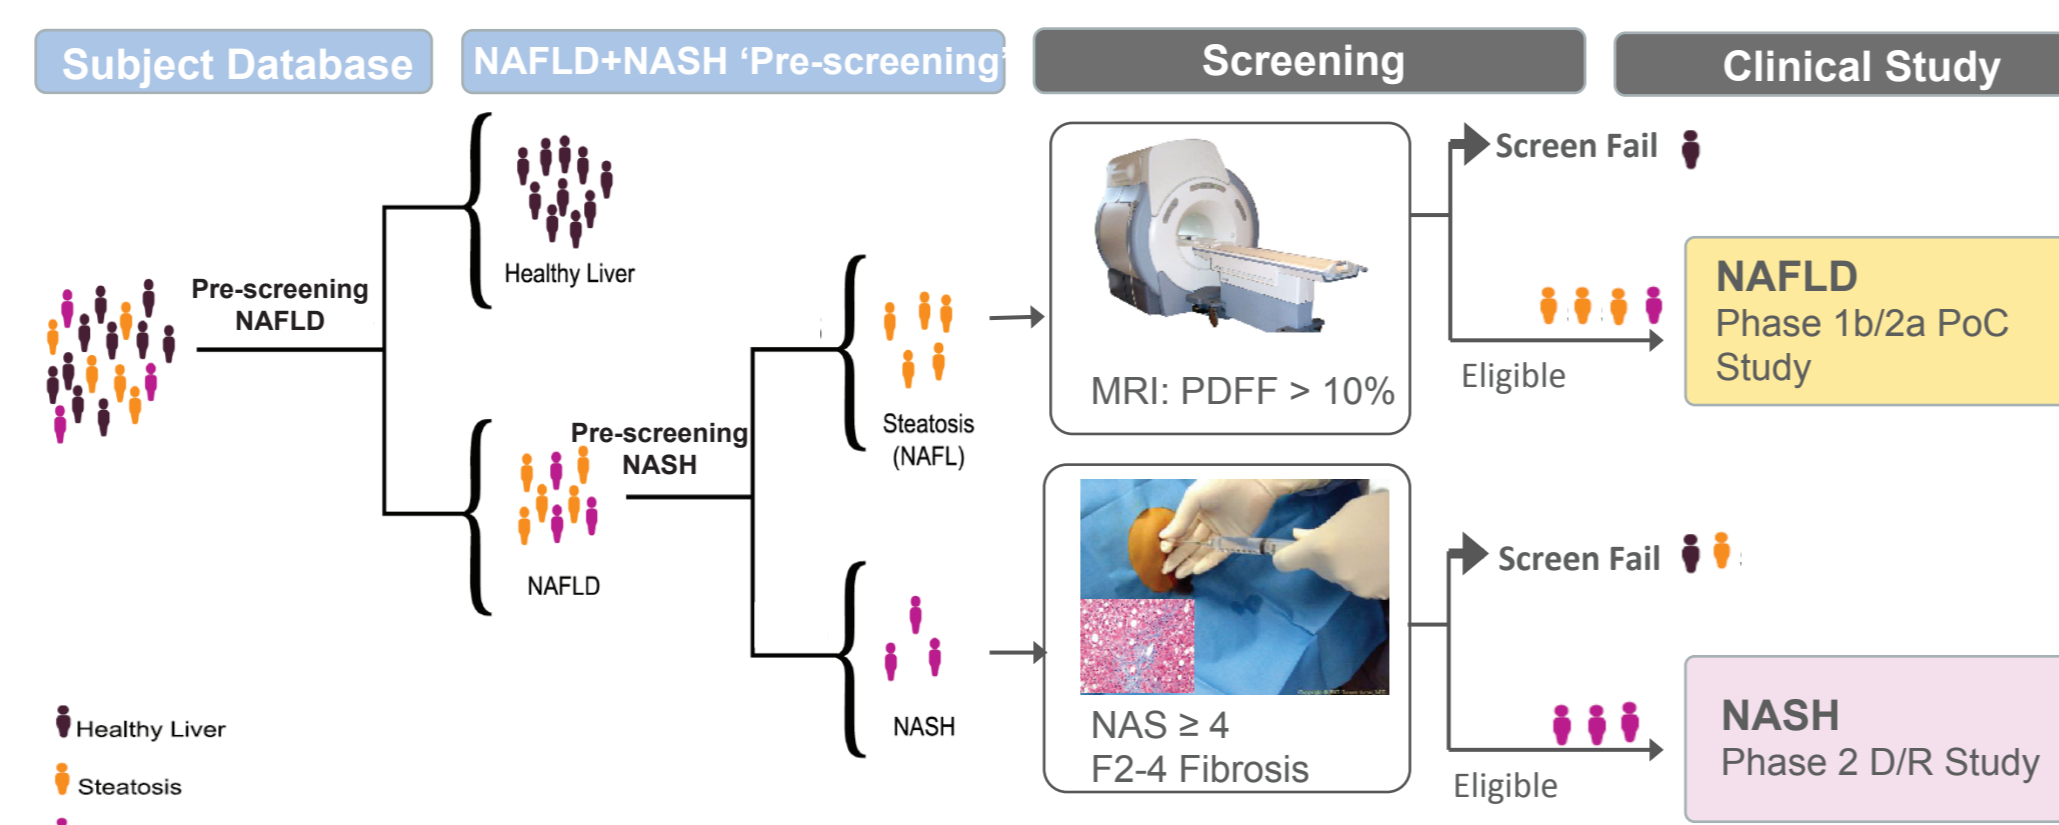 Subject Database
NAFLD+NASH ‘Pre-screening’
Screening
Clinical Study
Pre-screening
NAFLD
Healthy Liver
NAFLD
Pre-screening
NASH
Steatosis
(NAFL)
NASH
MRI: PDFF > 10%
NAS ≥ 4
F2-4 Fibrosis
Screen Fail
Eligible
NAFLD
Phase 1b/2a PoC
Study
Screen Fail
Eligible
NASH
Phase 2 D/R Study
Healthy Liver
Steatosis